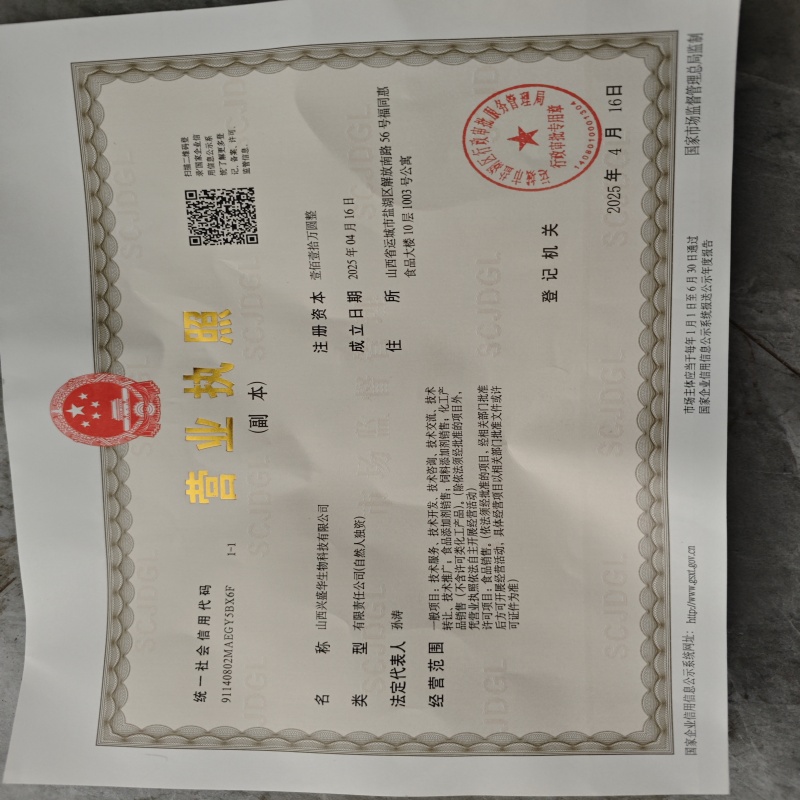 统一社会信用代码
91140802MAEGY5BX6F
1-1
营业执照
(副 本)
扫描二维码登
录'国家企业信
用信息公示系
统'了解更多登
记、备案、许可、
监管信息。
名 称 山西兴盛华生物科技有限公司
类 型 有限责任公司(自然人独资)
法定代表人 孙涛
经营范围 一般项目:技术服务、技术开发、技术咨询、技术交流、技术
转让、技术推广;食品添加剂销售;饲料添加剂销售;化工产
品销售(不含许可类化工产品)。(除依法须经批准的项目外,
凭营业执照依法自主开展经营活动)
许可项目:食品销售。(依法须经批准的项目,经相关部门批准
后方可开展经营活动,具体经营项目以相关部门批准文件或许
可证件为准)
注册资本 壹佰壹拾万圆整
成立日期 2025年04月16日
住 所 山西省运城市盐湖区解放南路56号福同惠
食品大楼10层1003号公寓
登记机关
行政审批专用章
1408010001304
2025年 4月 16日
国家企业信用信息公示系统网址: http://www.gsxt.gov.cn
市场主体应当于每年1月1日至6月30日通过
国家企业信用信息公示系统报送公示年度报告
国家市场监督管理总局监制